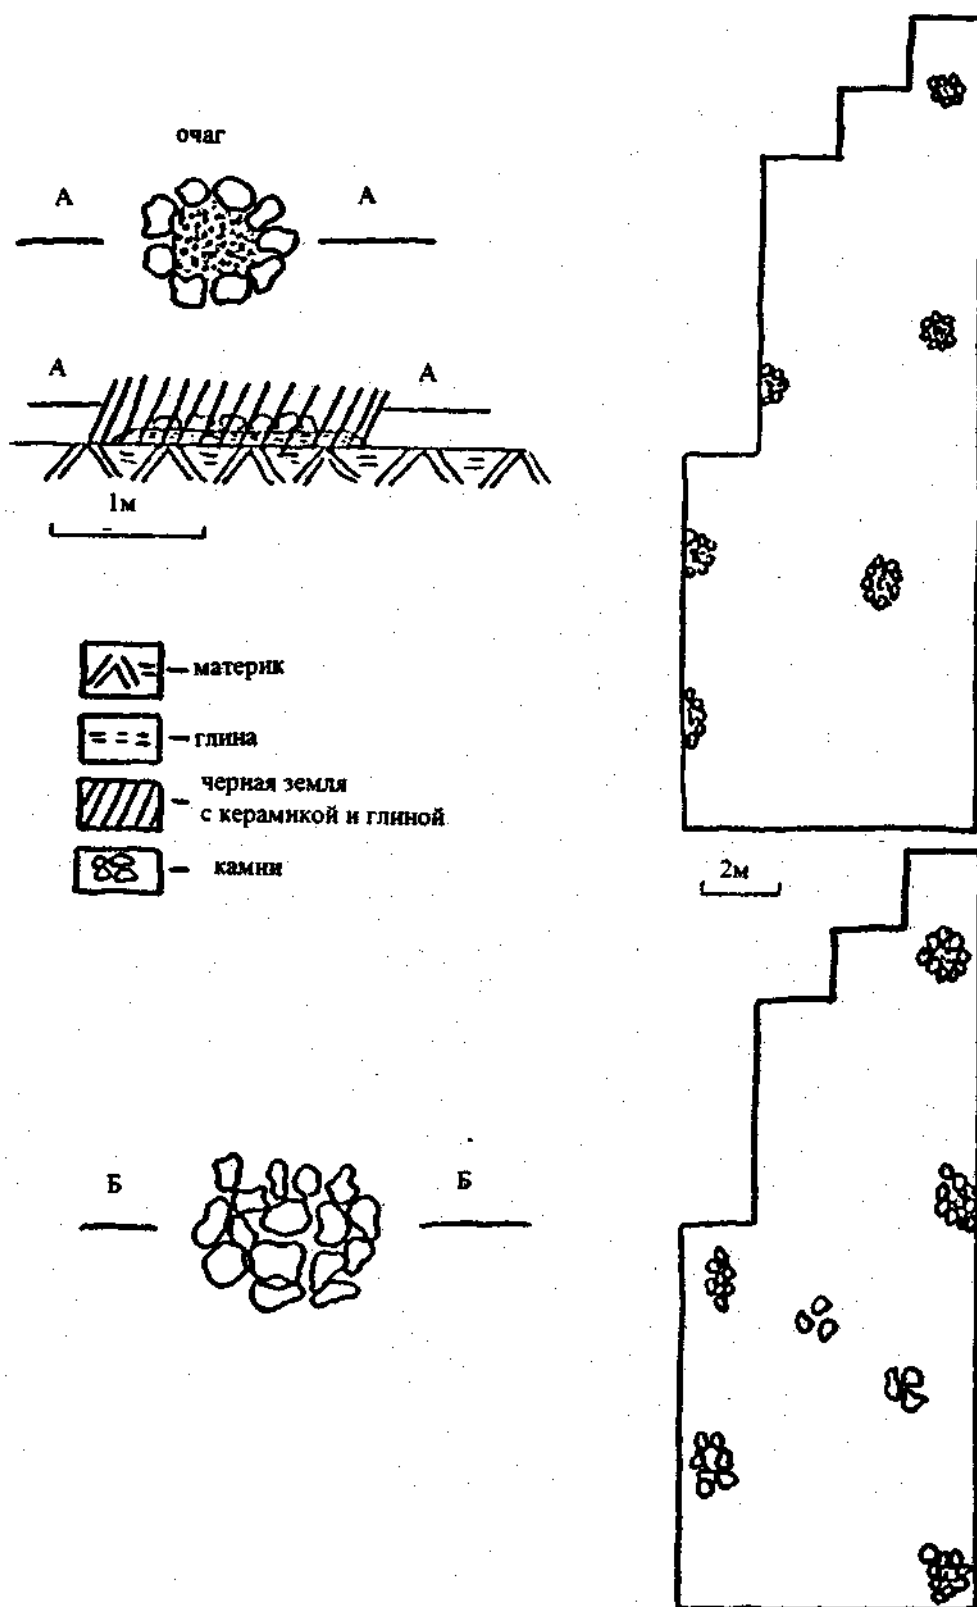 очаг
А А
А А
1м
– материк
– глина
– черная земля
с керамикой и глиной
– камни
2м
Б Б